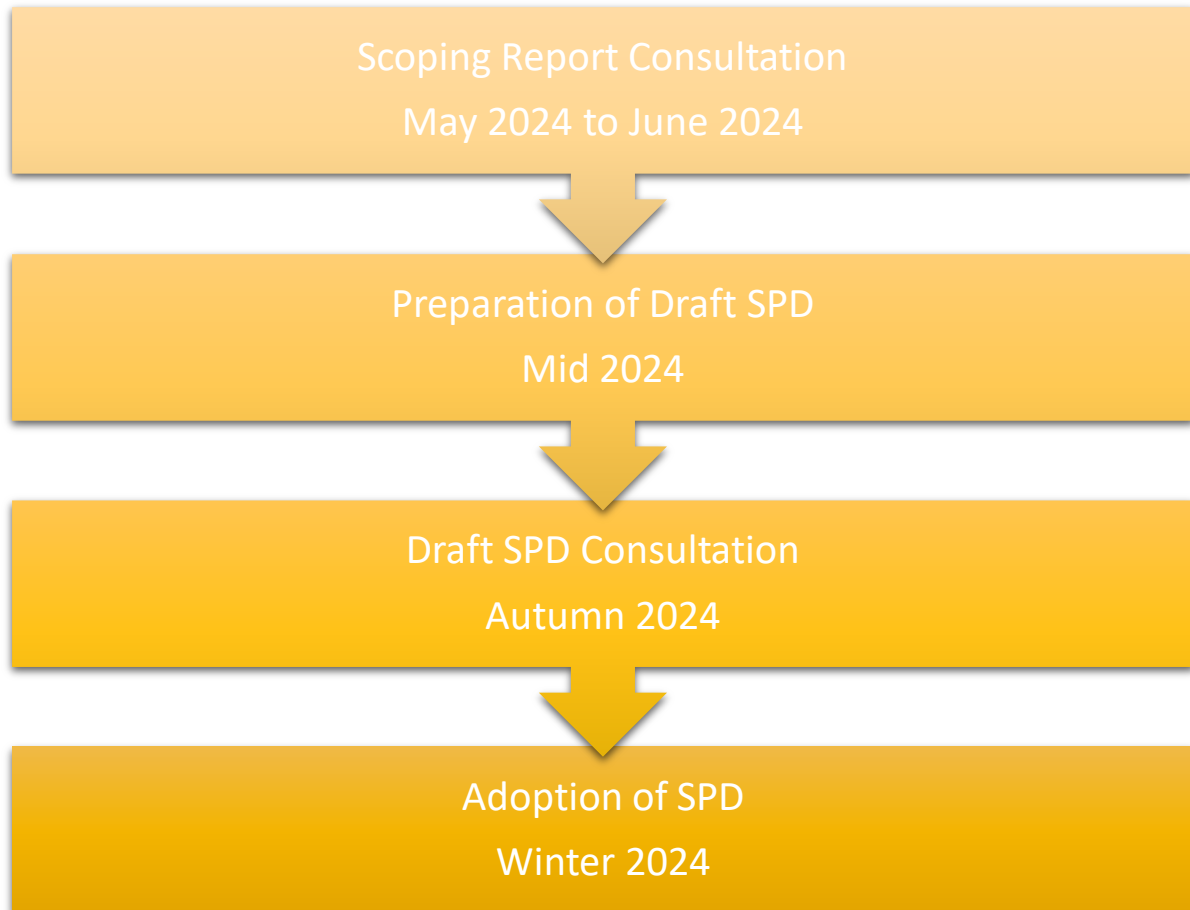 Scoping Report Consultation
May 2024 to June 2024
Preparation of Draft SPD
Mid 2024
Draft SPD Consultation
Autumn 2024
Adoption of SPD
Winter 2024